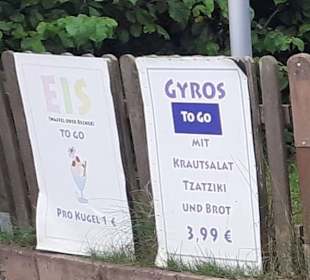 EIS
(WAFFEL ODER BECHER)
TO GO
PRO KUGEL 1 €
GYROS
TO GO
MIT
KRAUTSALAT
TZATZIKI
UND BROT
3,99 €